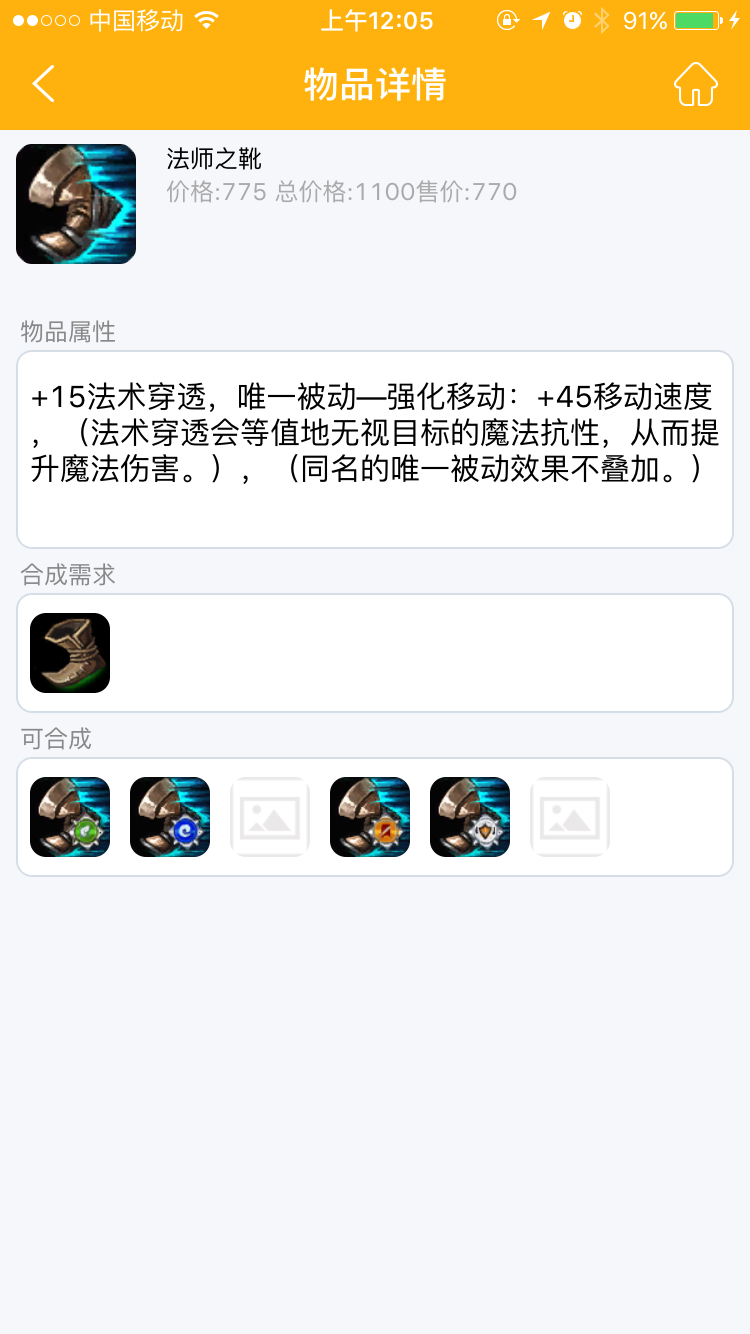 中国移动 上午12:05 91%
物品详情
法师之靴
价格:775 总价格:1100售价:770
物品属性
+15法术穿透，唯一被动—强化移动：+45移动速度
，（法术穿透会等值地无视目标的魔法抗性，从而提
升魔法伤害。），（同名的唯一被动效果不叠加。）
合成需求
可合成